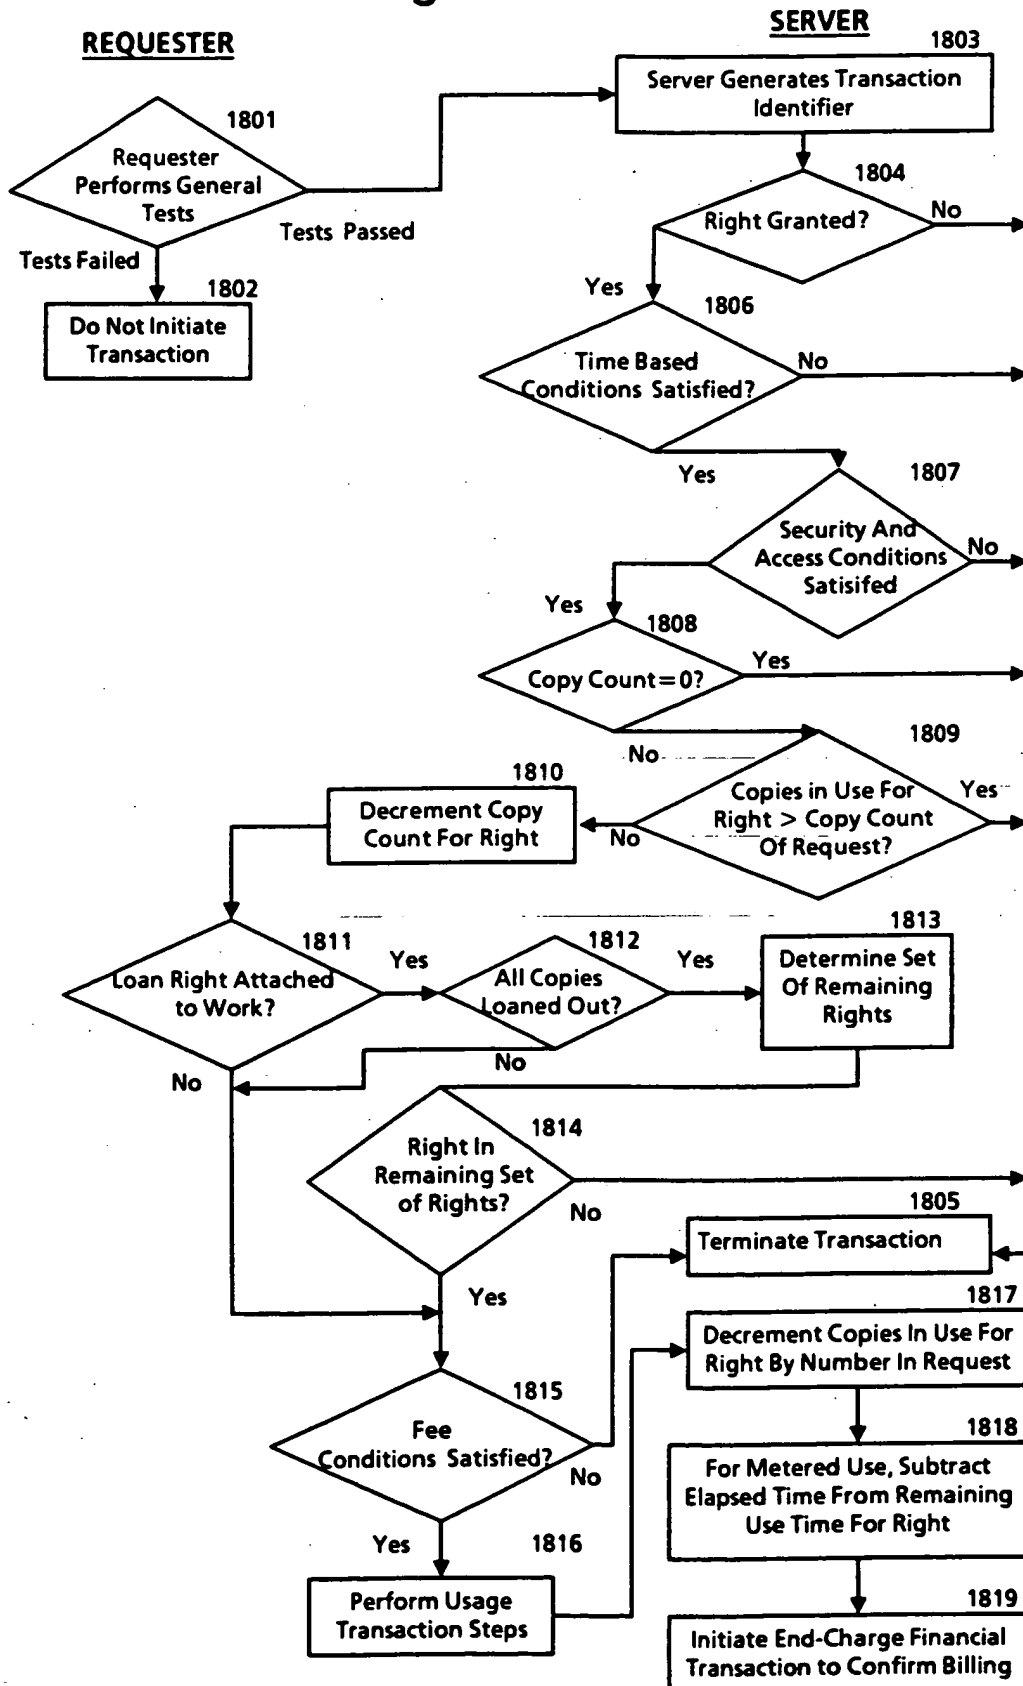 REQUESTER
SERVER
1803
Server Generates Transaction
Identifier
1801
Requester
Performs General
Tests
Tests Passed
Tests Failed
1802
Do Not Initiate
Transaction
1804
Right Granted?
No
Yes
1806
Time Based
Conditions Satisfied?
No
Yes
1807
Security And
Access Conditions
Satisifed
No
Yes
1808
Copy Count=0?
Yes
No
1809
Copies in Use For
Right > Copy Count
Of Request?
Yes
No
1810
Decrement Copy
Count For Right
1811
Loan Right Attached
to Work?
Yes
No
1812
All Copies
Loaned Out?
Yes
No
1813
Determine Set
Of Remaining
Rights
1814
Right In
Remaining Set
of Rights?
No
Yes
1805
Terminate Transaction
1815
Fee
Conditions Satisfied?
No
Yes
1816
Perform Usage
Transaction Steps
1817
Decrement Copies In Use For
Right By Number In Request
1818
For Metered Use, Subtract
Elapsed Time From Remaining
Use Time For Right
1819
Initiate End-Charge Financial
Transaction to Confirm Billing